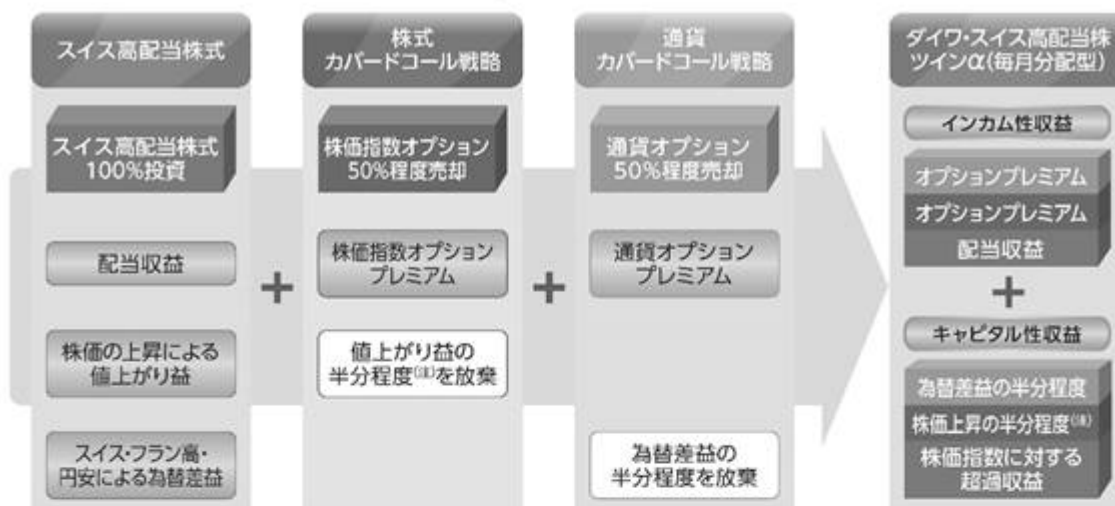 スイス高配当株式
スイス高配当株式
100%投資
配当収益
株価の上昇による
値上がり益
スイス・フラン高・
円安による為替差益
+
株式
カバードコール戦略
株価指数オプション
50%程度売却
株価指数オプション
プレミアム
値上がり益の
半分程度(注)を放棄
+
通貨
カバードコール戦略
通貨オプション
50%程度売却
通貨オプション
プレミアム
為替差益の
半分程度を放棄
ダイワ・スイス高配当株
ツインα(毎月分配型)
インカム性収益
オプションプレミアム
オプションプレミアム
配当収益
+
キャピタル性収益
為替差益の半分程度
株価上昇の半分程度(注)
株価指数に対する
超過収益